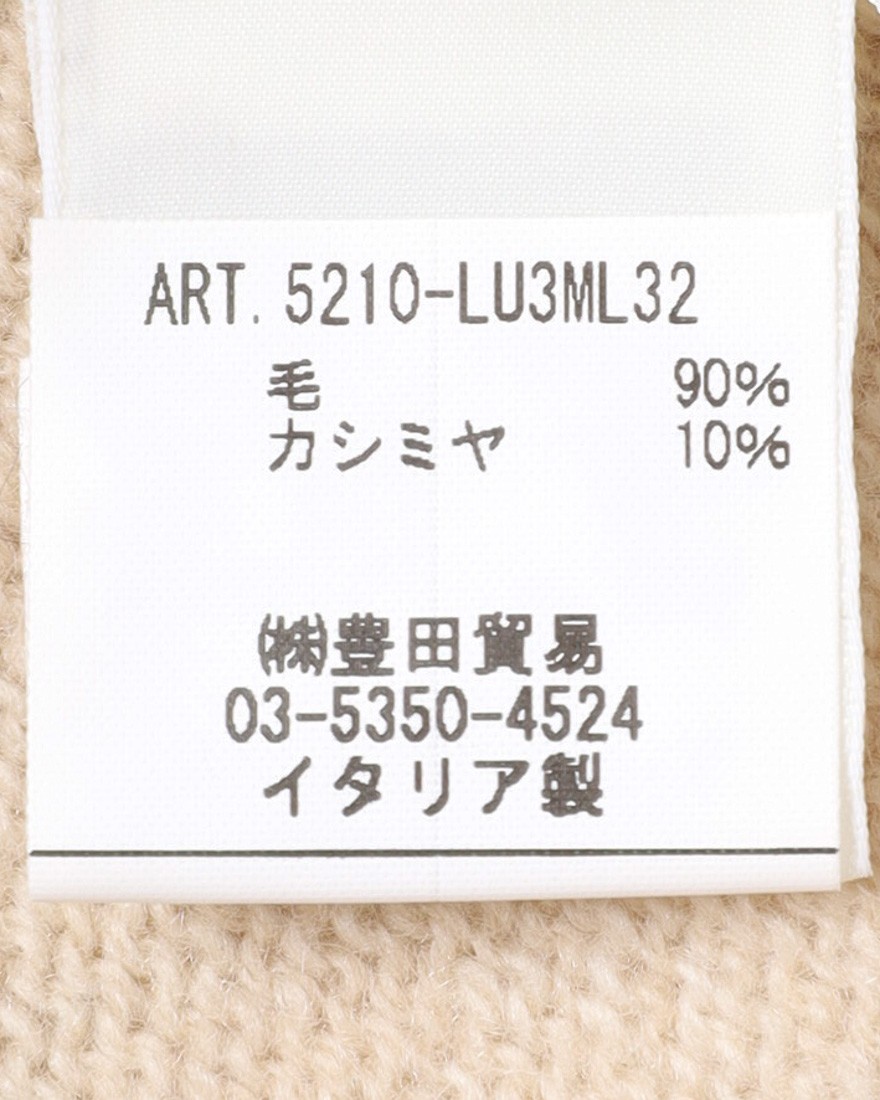 ART. 5210-LU3ML32
毛 90%
カシミヤ 10%
㈱豊田貿易
03-5350-4524
イタリア製